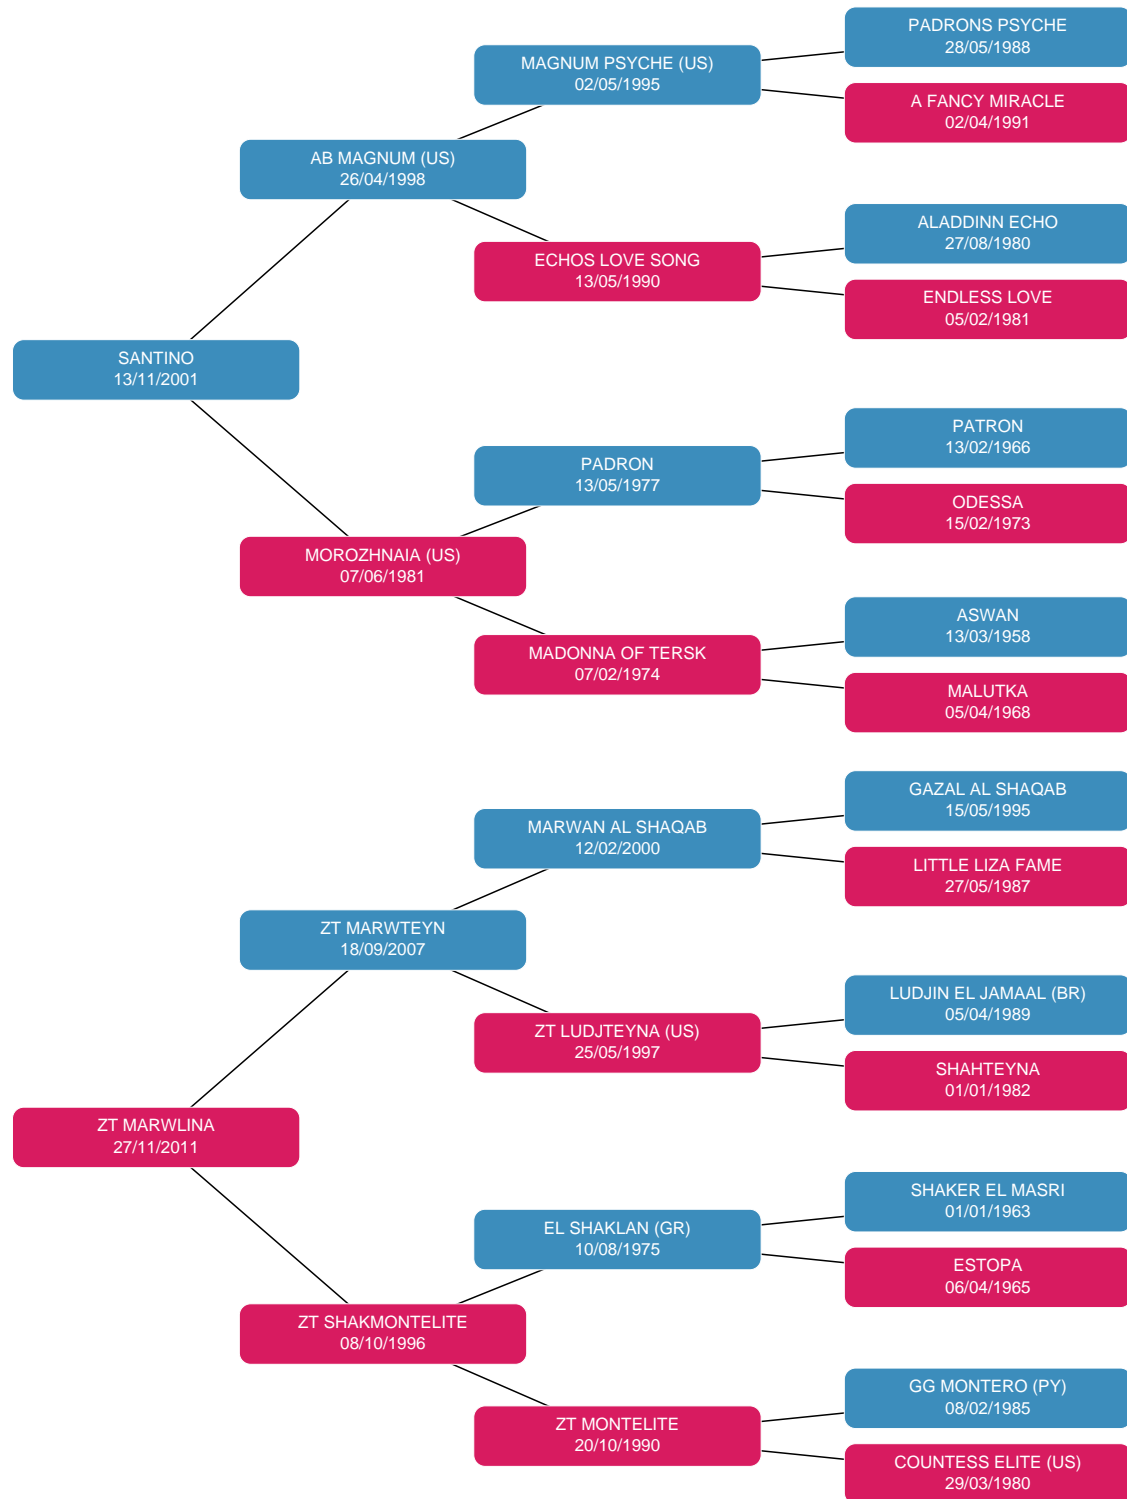 PADRONS PSYCHE
28/05/1988
MAGNUM PSYCHE (US)
02/05/1995
A FANCY MIRACLE
02/04/1991
AB MAGNUM (US)
26/04/1998
ALADDINN ECHO
27/08/1980
ECHOS LOVE SONG
13/05/1990
ENDLESS LOVE
05/02/1981
SANTINO
13/11/2001
PATRON
13/02/1966
PADRON
13/05/1977
ODESSA
15/02/1973
MOROZHNAIA (US)
07/06/1981
ASWAN
13/03/1958
MADONNA OF TERSK
07/02/1974
MALUTKA
05/04/1968
GAZAL AL SHAQAB
15/05/1995
MARWAN AL SHAQAB
12/02/2000
LITTLE LIZA FAME
27/05/1987
ZT MARWTEYN
18/09/2007
LUDJIN EL JAMAAL (BR)
05/04/1989
ZT LUDJTEYNA (US)
25/05/1997
SHAHTEYNA
01/01/1982
ZT MARWLINA
27/11/2011
SHAKER EL MASRI
01/01/1963
EL SHAKLAN (GR)
10/08/1975
ESTOPA
06/04/1965
ZT SHAKMONTELITE
08/10/1996
GG MONTERO (PY)
08/02/1985
ZT MONTELITE
20/10/1990
COUNTESS ELITE (US)
29/03/1980